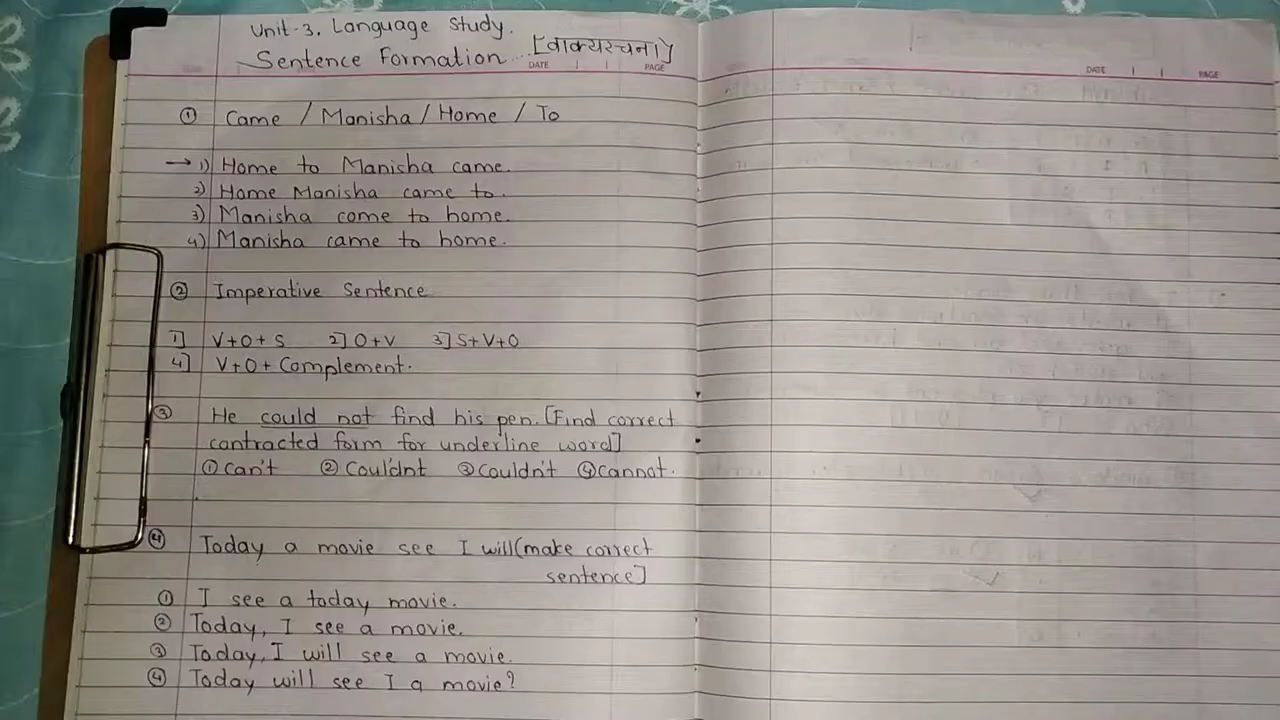 Unit-3. Language Study.
Sentence Formation... [वाक्यरचना]
DATE PAGE
DATE PAGE
① Came / Manisha / Home / To
→ 1) Home to Manisha came.
2) Home Manisha came to.
3) Manisha come to home.
4) Manisha came to home.
② Imperative Sentence
1] V+O+S 2] O+V 3] S+V+O
4] V+O+Complement.
③ He could not find his pen. [Find correct
contracted form for underline word]
① Can't ② Could'nt ③ Couldn't ④ cannot.
④ Today a movie see I will (make correct
sentence]
① I see a today movie.
② Today, I see a movie.
③ Today, I will see a movie.
④ Today will see I a movie?